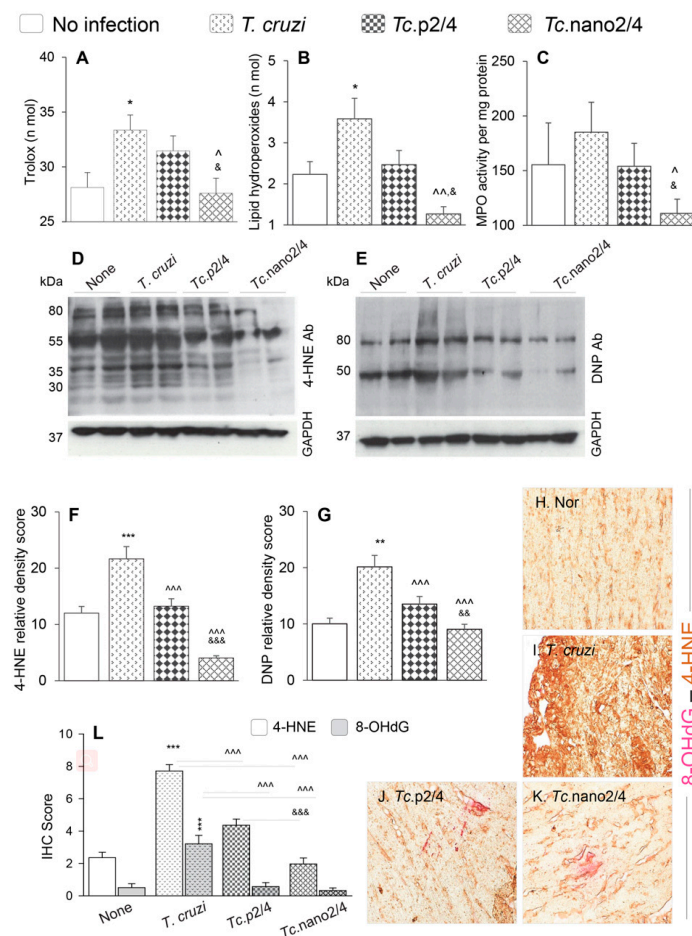 No infection T. cruzi Tc.p2/4 Tc.nano2/4
A
Trolox (n mol)
40
35
30
25
*
^
&
B
Lipid hydroperoxides (n mol)
5
4
3
2
1
*
^^,&
C
MPO activity per mg protein
250
200
150
100
^
&
D
kDa
None T. cruzi Tc.p2/4 Tc.nano2/4
80
55
35
30
37
4-HNE Ab
GAPDH
E
kDa
None T. cruzi Tc.p2/4 Tc.nano2/4
80
50
37
DNP Ab
GAPDH
F
4-HNE relative density score
30
20
10
0
***
^^^
^^^
&&&
G
DNP relative density score
30
20
10
0
**
^^^
^^^
&&
H. Nor
I. T. cruzi
J. Tc.p2/4
K. Tc.nano2/4
8-OHdG – 4-HNE
L
4-HNE 8-OHdG
IHC Score
8
6
4
2
0
***
^^^
^^^
***
^^^
^^^
&&&
None T. cruzi Tc.p2/4 Tc.nano2/4